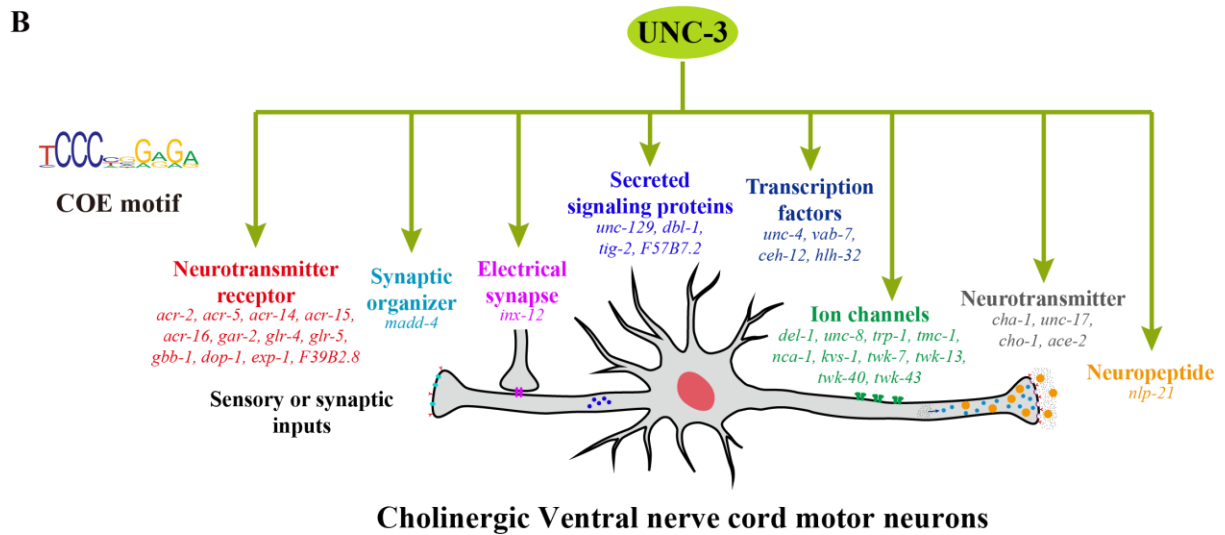 B
UNC-3
TCCC GAGA
COE motif
Neurotransmitter
receptor
acr-2, acr-5, acr-14, acr-15,
acr-16, gar-2, glr-4, glr-5,
gbb-1, dop-1, exp-1, F39B2.8
Synaptic
organizer
madd-4
Electrical
synapse
inx-12
Secreted
signaling proteins
unc-129, dbl-1,
tig-2, F57B7.2
Transcription
factors
unc-4, vab-7,
ceh-12, hlh-32
Ion channels
del-1, unc-8, trp-1, tmc-1,
nca-1, kvs-1, twk-7, twk-13,
twk-40, twk-43
Neurotransmitter
cha-1, unc-17,
cho-1, ace-2
Neuropeptide
nlp-21
Sensory or synaptic
inputs
Cholinergic Ventral nerve cord motor neurons